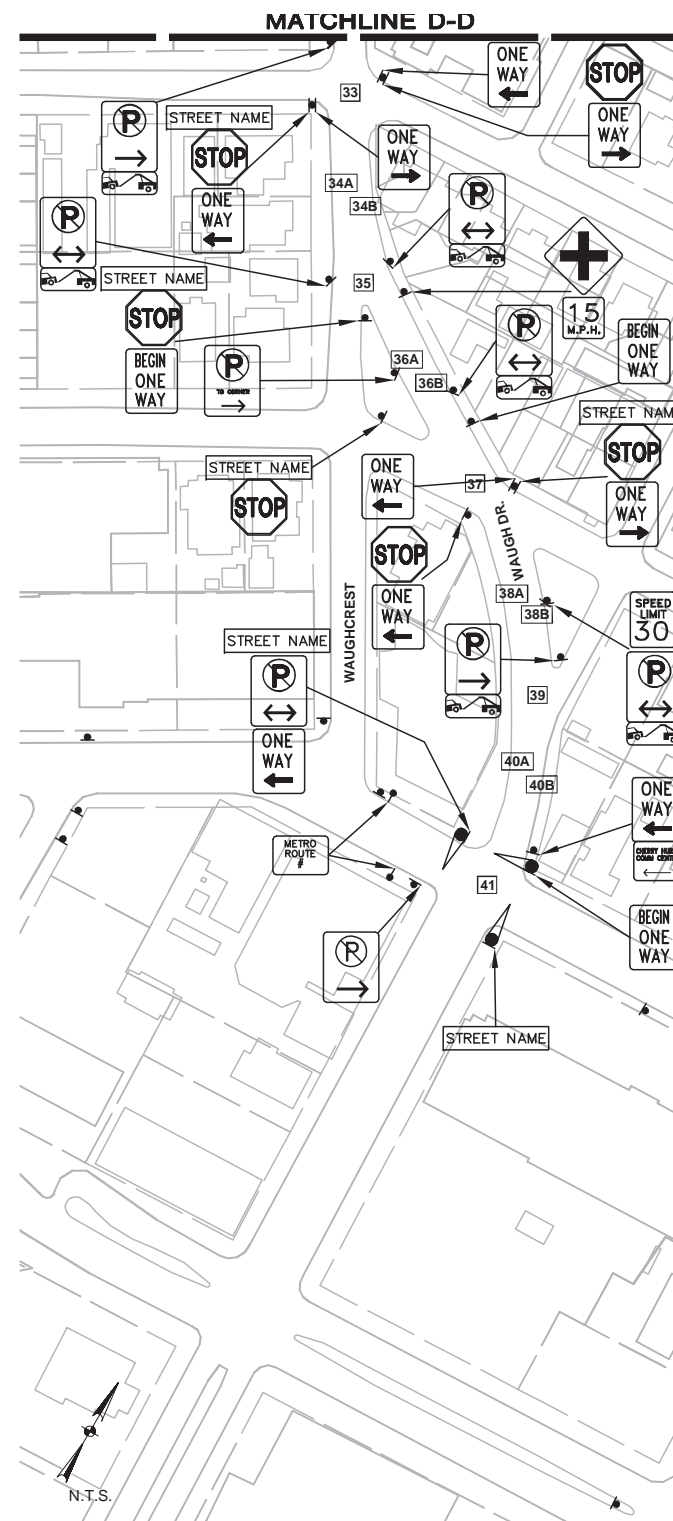 MATCHLINE D-D
ONE
WAY
STOP
33
P
STREET NAME
ONE
WAY
STOP
ONE
WAY
34A
P
ONE
WAY
34B
P
STREET NAME
35
15
M.P.H.
STOP
P
BEGIN
ONE
WAY
36A
BEGIN
ONE
WAY
P
TO CORNER
36B
STREET NAME
STOP
STREET NAME
ONE
WAY
37
STOP
ONE
WAY
WAUGH DR.
STOP
ONE
WAY
WAUGHCREST
38A
38B
SPEED
LIMIT
30
STREET NAME
P
P
P
39
ONE
WAY
40A
40B
ONE
WAY
METRO
ROUTE
#
41
BEGIN
ONE
WAY
P
STREET NAME
N.T.S.